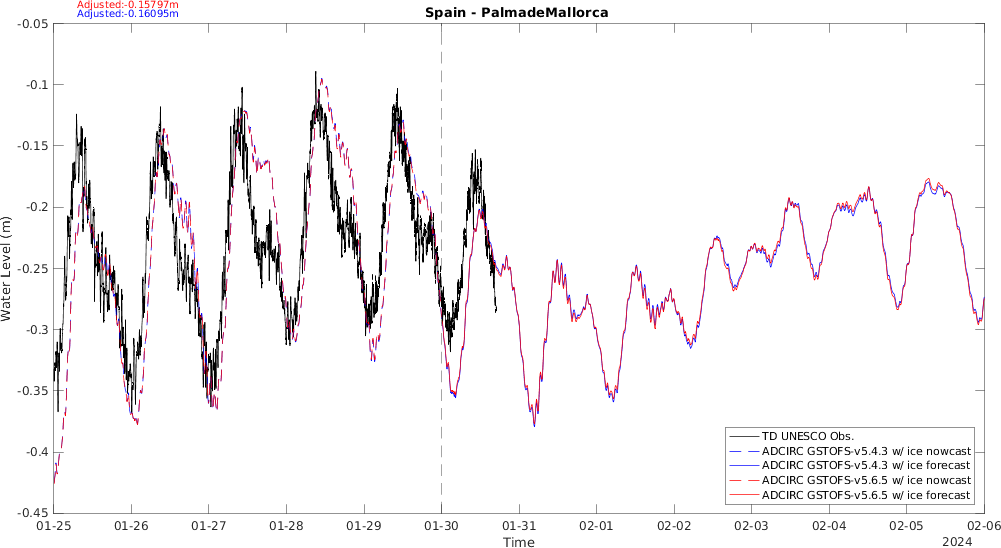 Adjusted:-0.15797m
Adjusted:-0.16095m
Spain - PalmadeMallorca
-0.05
-0.1
-0.15
-0.2
-0.25
-0.3
-0.35
-0.4
-0.45
Water Level (m)
TD UNESCO Obs.
ADCIRC GSTOFS-v5.4.3 w/ ice nowcast
ADCIRC GSTOFS-v5.4.3 w/ ice forecast
ADCIRC GSTOFS-v5.6.5 w/ ice nowcast
ADCIRC GSTOFS-v5.6.5 w/ ice forecast
01-25 01-26 01-27 01-28 01-29 01-30 01-31 02-01 02-02 02-03 02-04 02-05 02-06
Time
2024